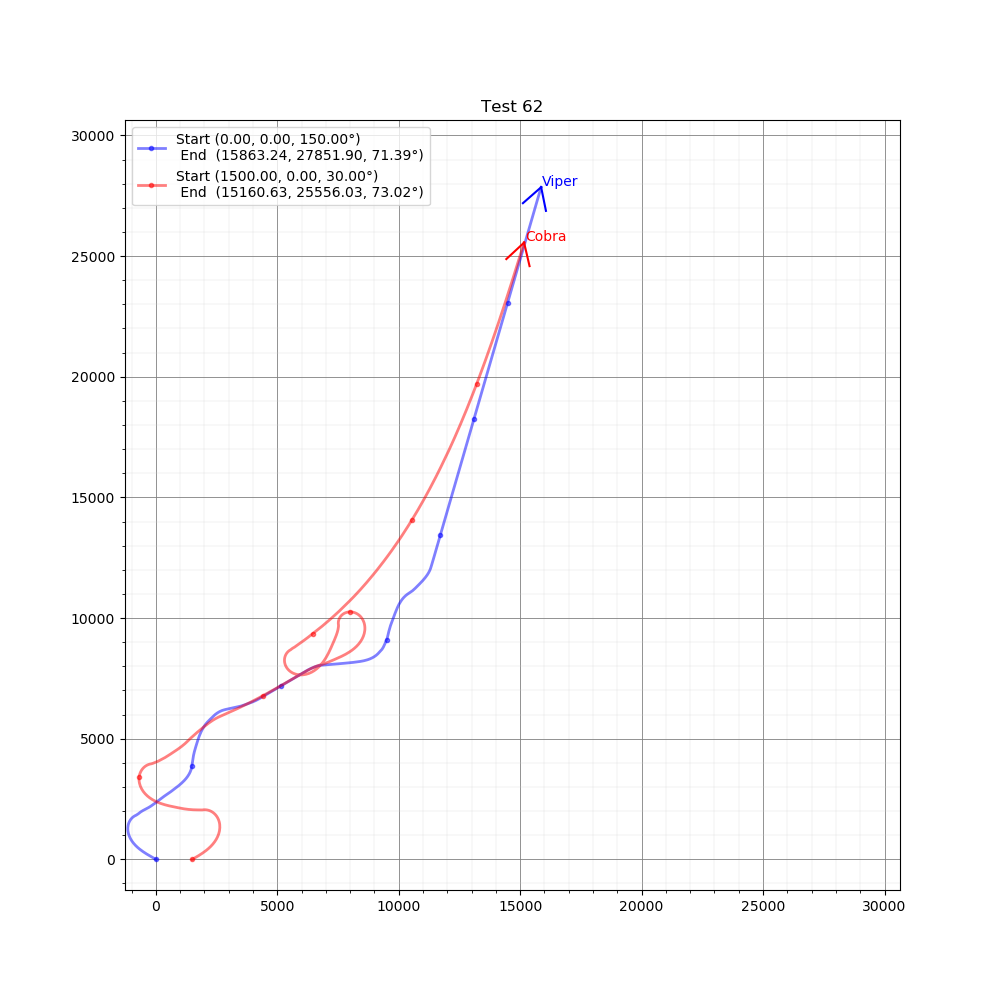 Test 62
Start (0.00, 0.00, 150.00°)
End (15863.24, 27851.90, 71.39°)
Start (1500.00, 0.00, 30.00°)
End (15160.63, 25556.03, 73.02°)
Viper
Cobra
30000
25000
20000
15000
10000
5000
0
0 5000 10000 15000 20000 25000 30000